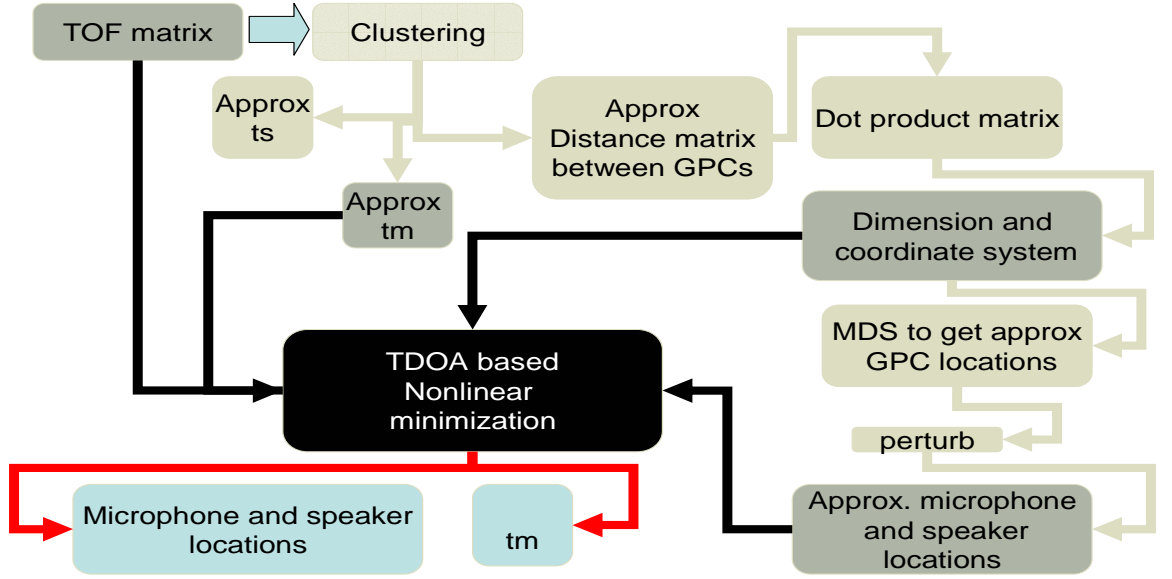 TOF matrix
Clustering
Approx
ts
Approx
Distance matrix
between GPCs
Dot product matrix
Approx
tm
Dimension and
coordinate system
TDOA based
Nonlinear
minimization
MDS to get approx
GPC locations
perturb
Microphone and speaker
locations
tm
Approx. microphone
and speaker
locations